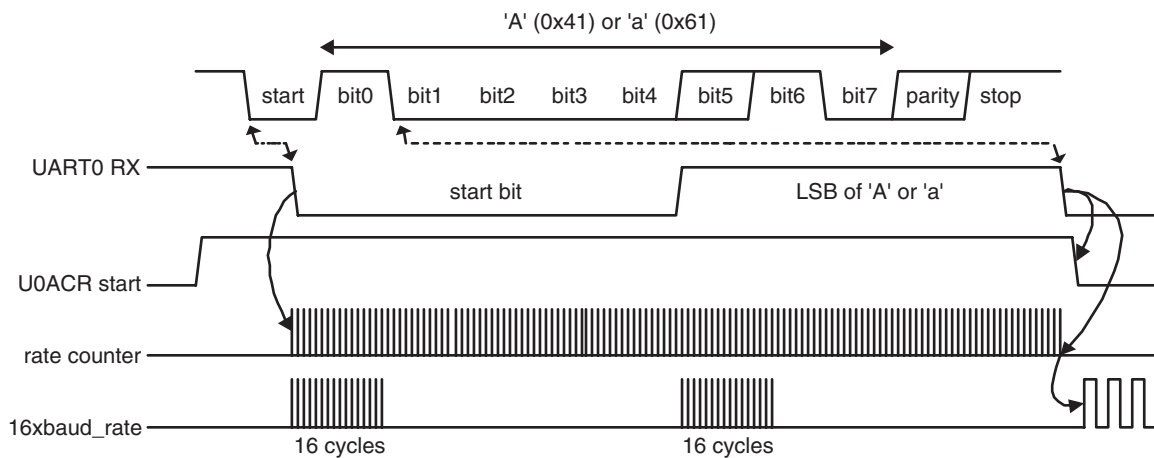 'A' (0x41) or 'a' (0x61)
start bit0 bit1 bit2 bit3 bit4 bit5 bit6 bit7 parity stop
UART0 RX
start bit LSB of 'A' or 'a'
U0ACR start
rate counter
16xbaud_rate
16 cycles 16 cycles